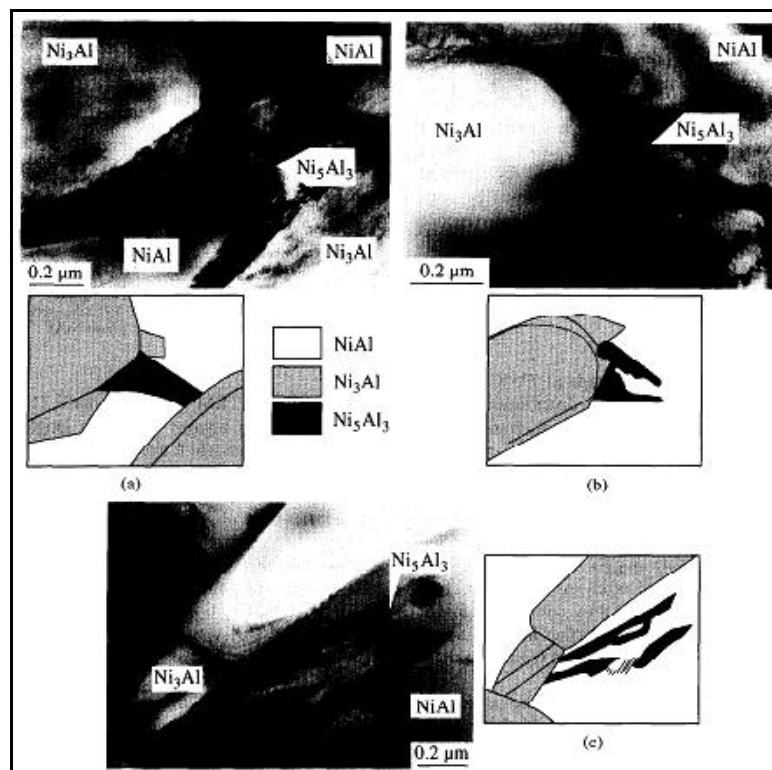 Ni₃Al
NiAl
Ni₅Al₃
NiAl
Ni₃Al
0.2 μm
NiAl
Ni₃Al
Ni₅Al₃
0.2 μm
NiAl
Ni₃Al
Ni₅Al₃
(a)
(b)
Ni₅Al₃
Ni₃Al
NiAl
0.2 μm
(c)